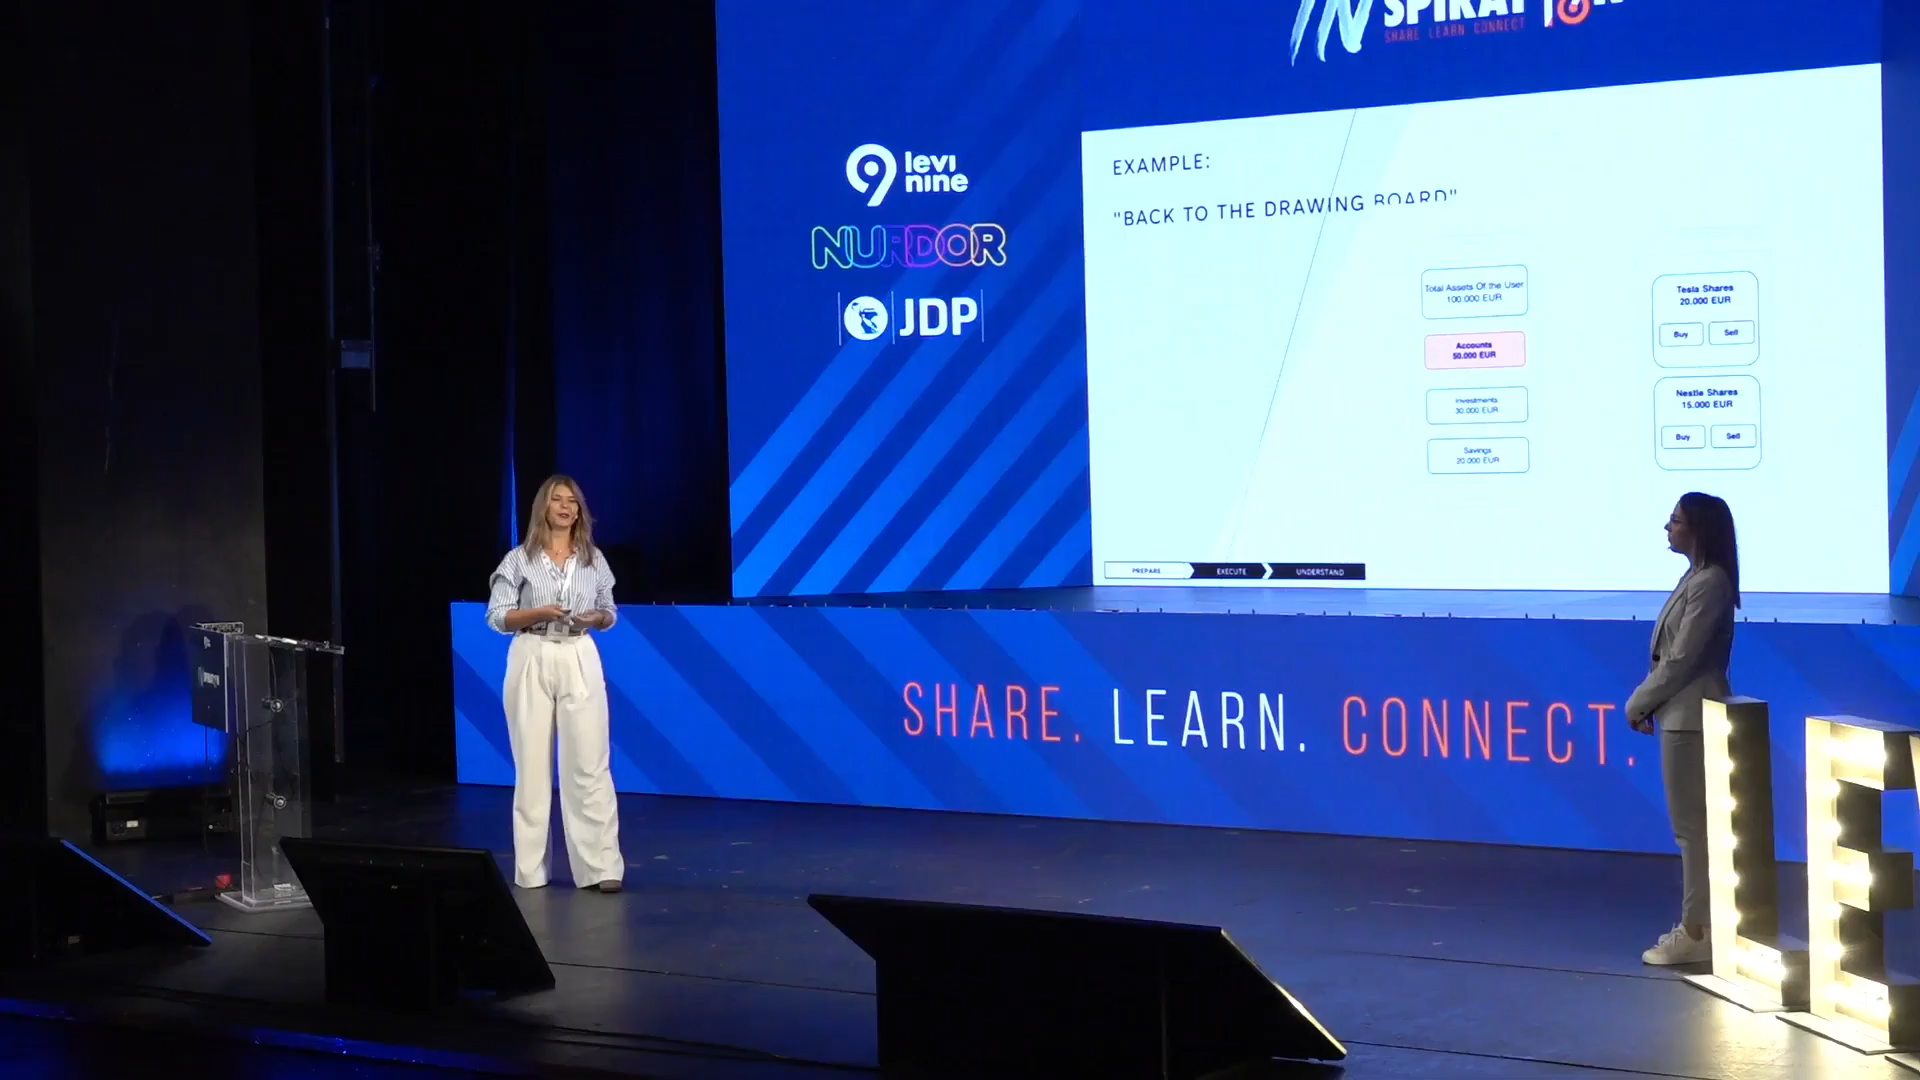 SHARE LEARN CONNECT
levi
nine
NURDOR
JDP
EXAMPLE:
"BACK TO THE DRAWING BOARD"
Total Assets Of the User
100.000 EUR
Accounts
50.000 EUR
Investments
30.000 EUR
Savings
20.000 EUR
Tesla Shares
20.000 EUR
Buy
Sell
Nestle Shares
15.000 EUR
Buy
Sell
PREPARE
EXECUTE
UNDERSTAND
SHARE. LEARN. CONNECT.
LE